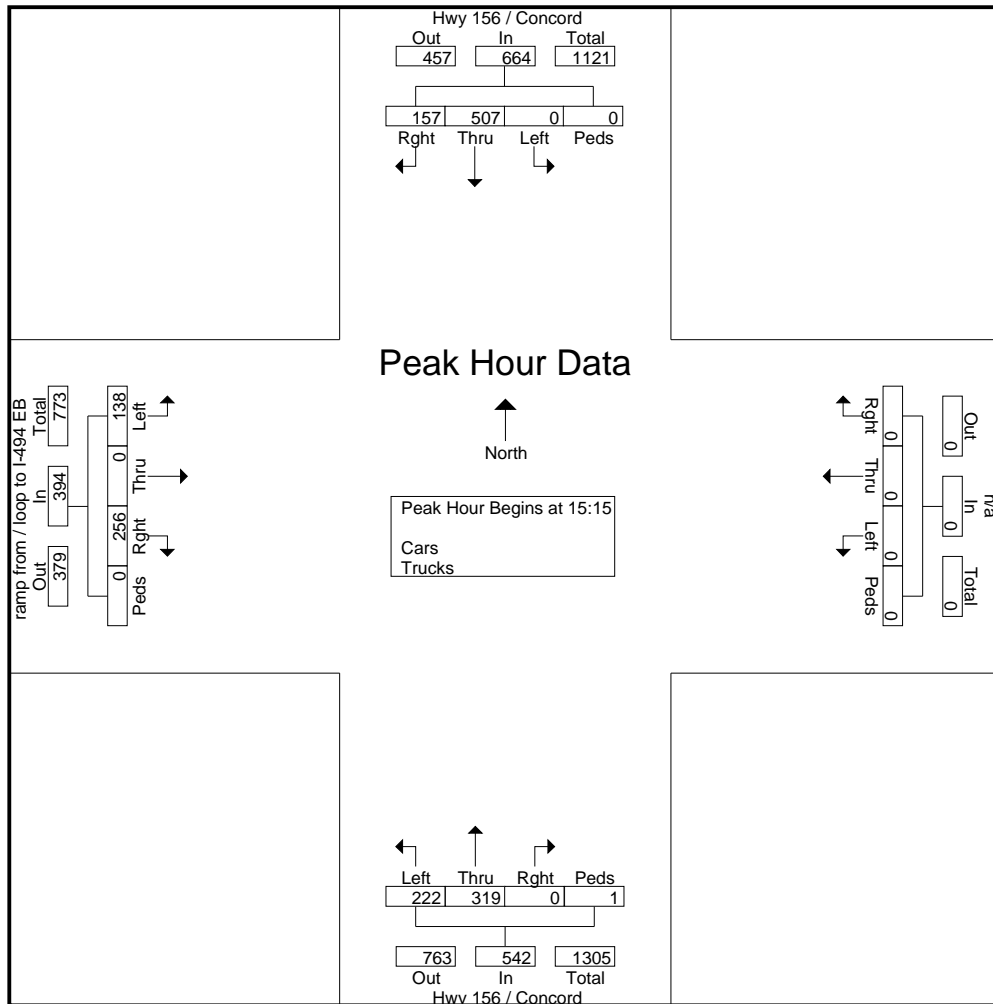 Hwy 156 / Concord
Out In Total
457 664 1121
157 507 0 0
Rght Thru Left Peds
Peak Hour Data
North
Peak Hour Begins at 15:15
Cars
Trucks
ramp from / loop to I-494 EB
Total In Out
773 394 379
138 0 256 0
Left Thru Rght Peds
n/a
Out In Total
0 0 0
0 0 0 0
Rght Thru Left Peds
Left Thru Rght Peds
222 319 0 1
763 542 1305
Out In Total
Hwy 156 / Concord